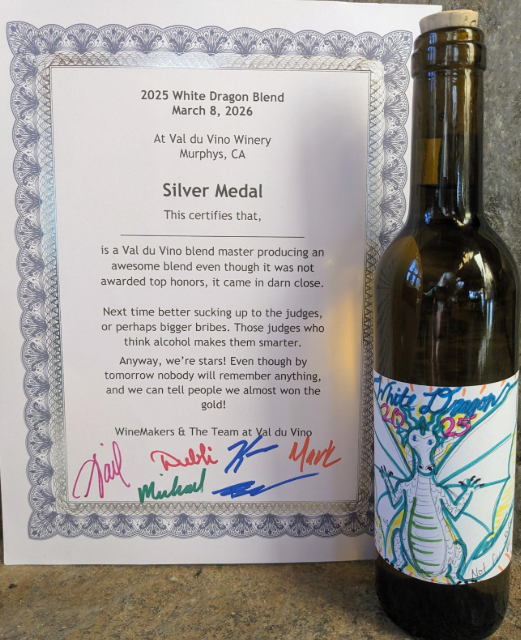 2025 White Dragon Blend
March 8, 2026
At Val du Vino Winery
Murphys, CA
Silver Medal
This certifies that,
is a Val du Vino blend master producing an
awesome blend even though it was not
awarded top honors, it came in darn close.
Next time better sucking up to the judges,
or perhaps bigger bribes. Those judges who
think alcohol makes them smarter.
Anyway, we're stars! Even though by
tomorrow nobody will remember anything,
and we can tell people we almost won the
gold!
WineMakers & The Team at Val du Vino
Gail Debbi Mark
Michael
White Dragon
2025
Not